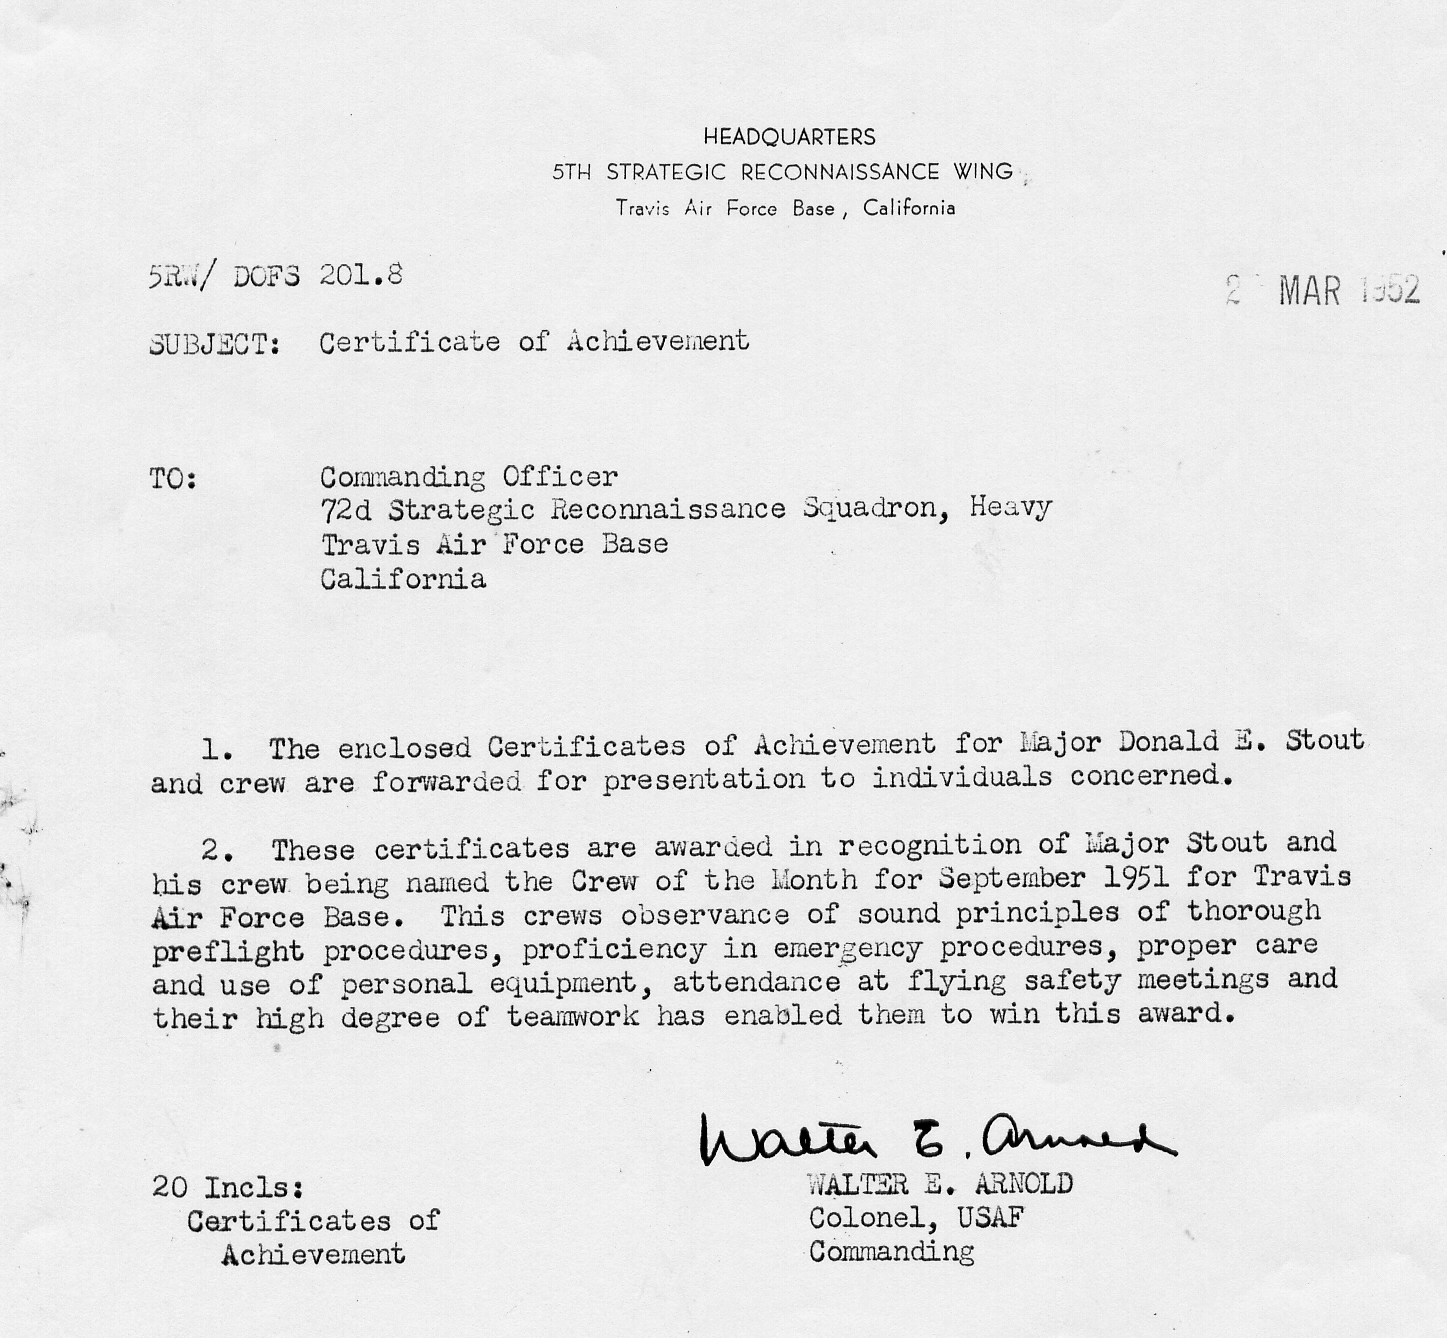 HEADQUARTERS
5TH STRATEGIC RECONNAISSANCE WING
Travis Air Force Base, California
5RW/ DOFS 201.8
MAR 1952
SUBJECT: Certificate of Achievement
TO: Commanding Officer
72d Strategic Reconnaissance Squadron, Heavy
Travis Air Force Base
California
1. The enclosed Certificates of Achievement for Major Donald E. Stout
and crew are forwarded for presentation to individuals concerned.
2. These certificates are awarded in recognition of Major Stout and
his crew being named the Crew of the Month for September 1951 for Travis
Air Force Base. This crews observance of sound principles of thorough
preflight procedures, proficiency in emergency procedures, proper care
and use of personal equipment, attendance at flying safety meetings and
their high degree of teamwork has enabled them to win this award.
Walter E. Arnold
20 Incls:
Certificates of
Achievement
WALTER E. ARNOLD
Colonel, USAF
Commanding